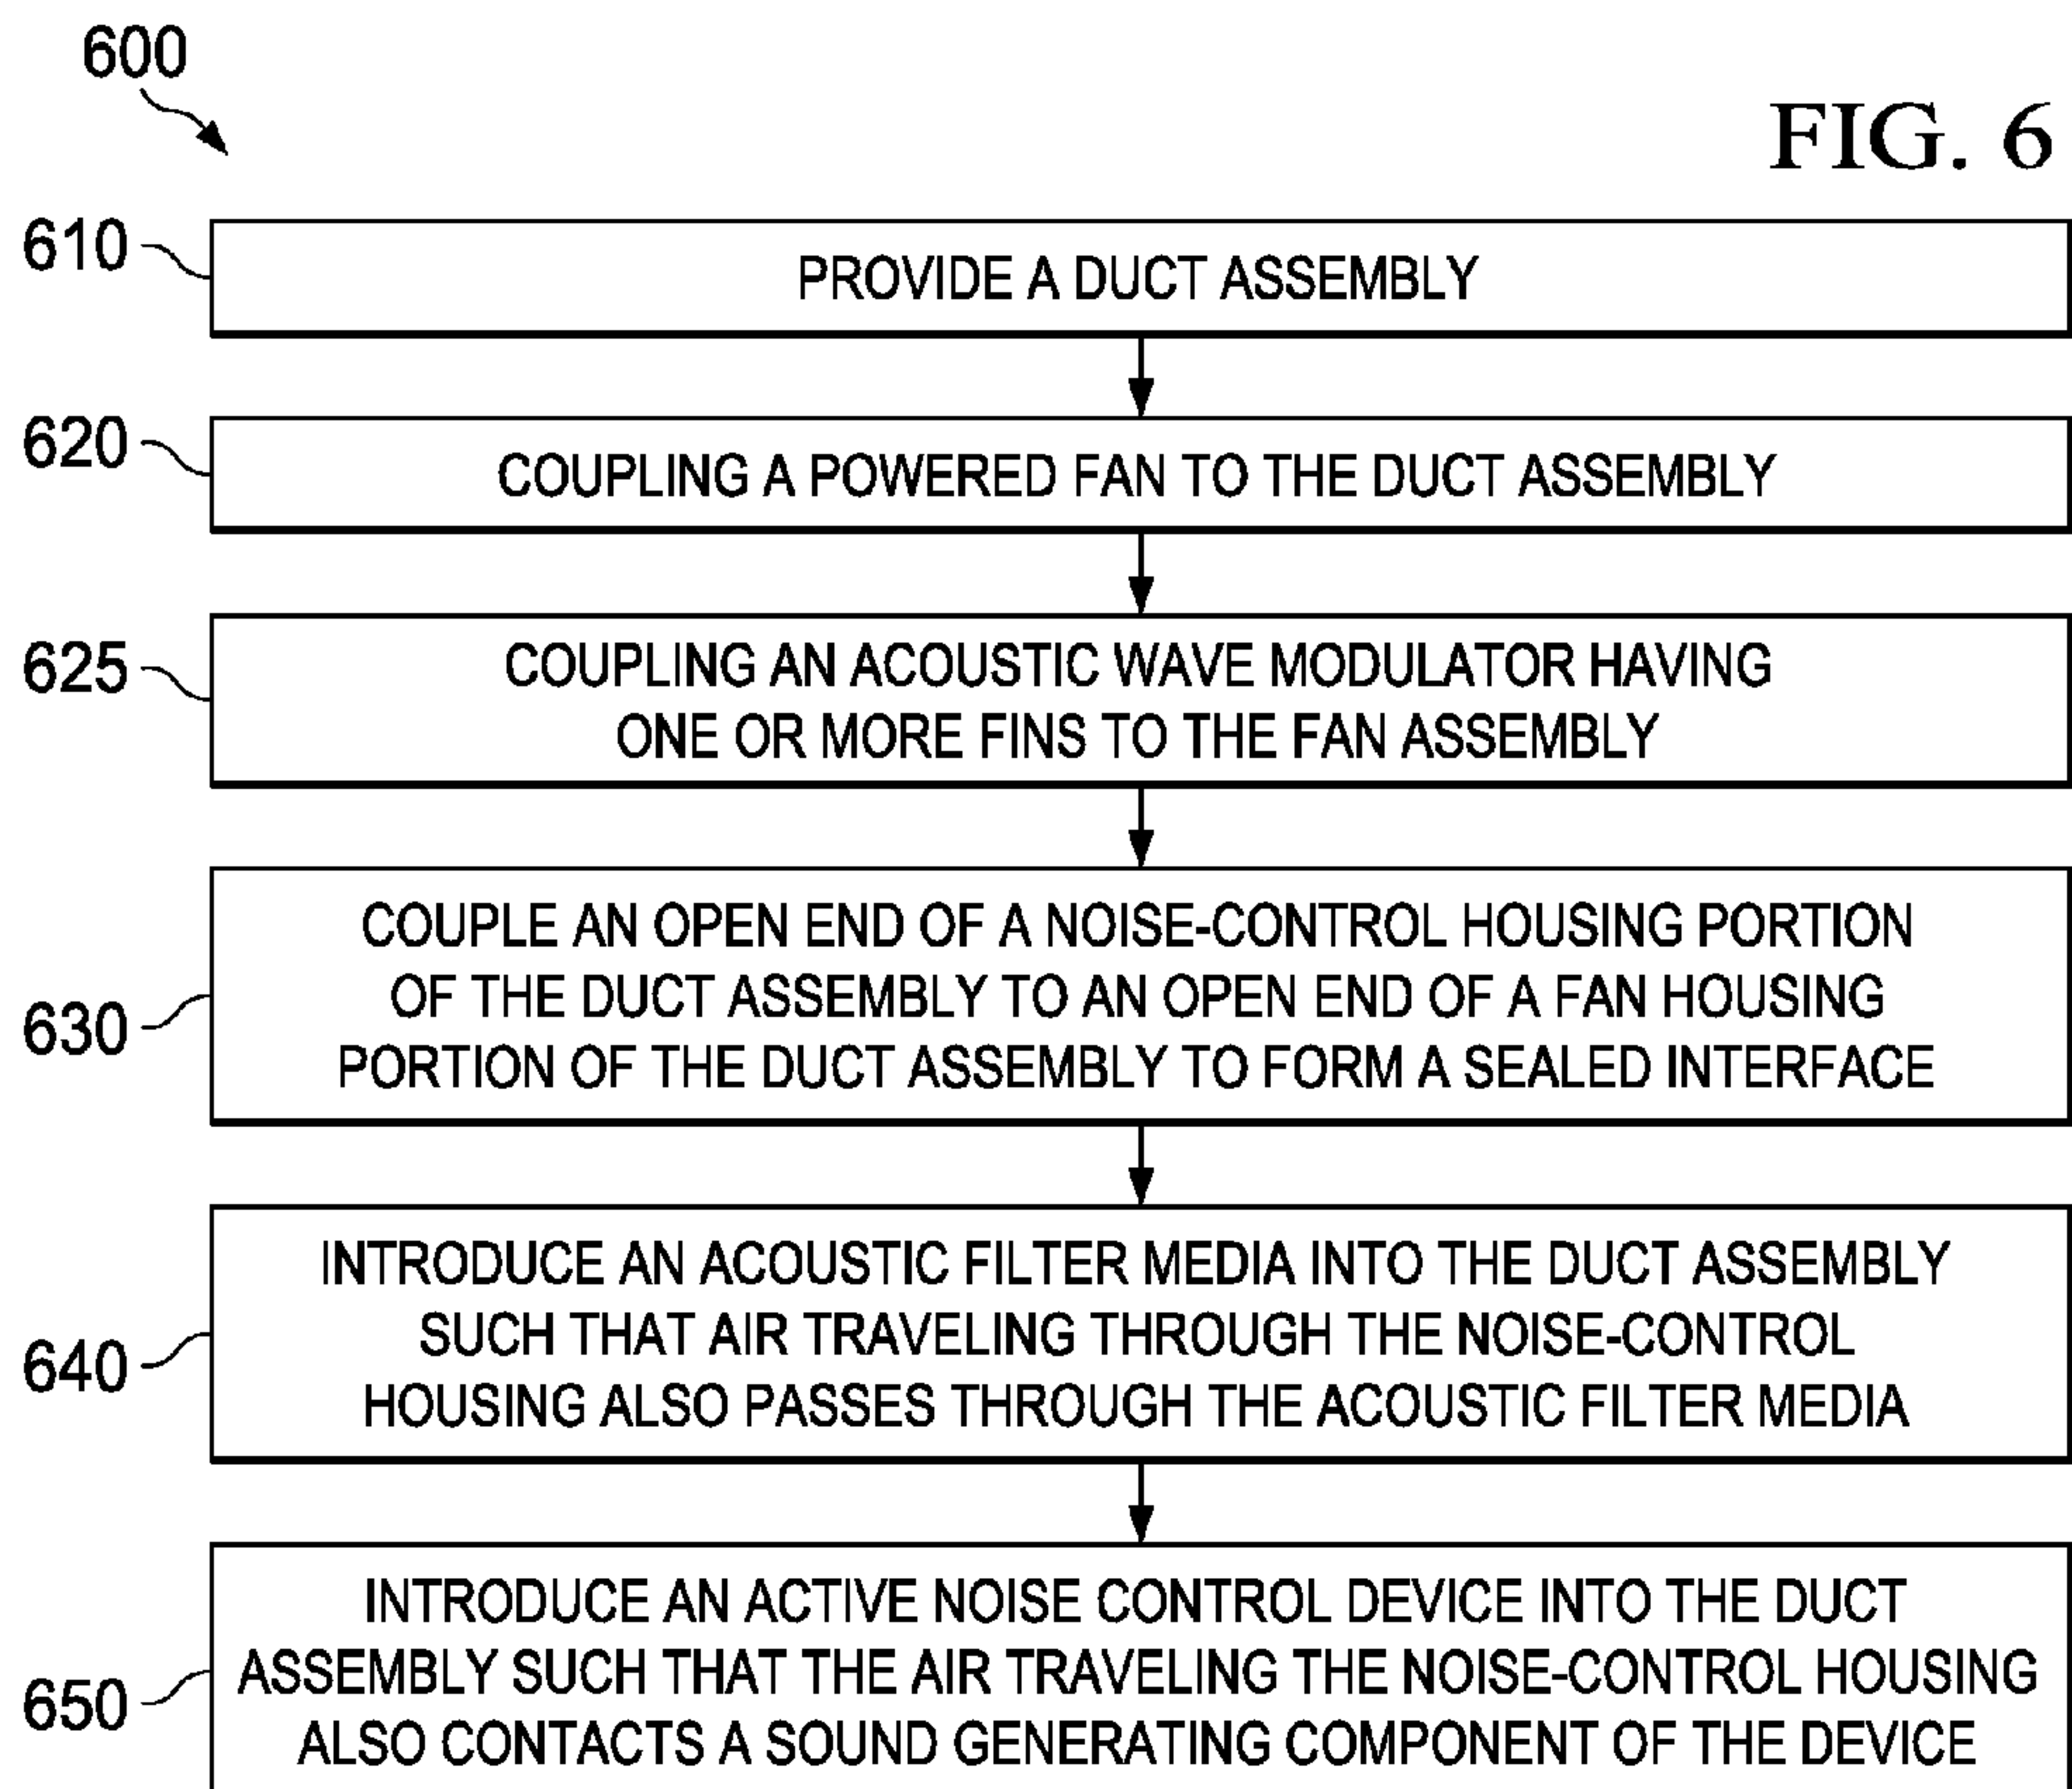 600
FIG. 6
610
PROVIDE A DUCT ASSEMBLY
620
COUPLING A POWERED FAN TO THE DUCT ASSEMBLY
625
COUPLING AN ACOUSTIC WAVE MODULATOR HAVING
ONE OR MORE FINS TO THE FAN ASSEMBLY
630
COUPLE AN OPEN END OF A NOISE-CONTROL HOUSING PORTION
OF THE DUCT ASSEMBLY TO AN OPEN END OF A FAN HOUSING
PORTION OF THE DUCT ASSEMBLY TO FORM A SEALED INTERFACE
640
INTRODUCE AN ACOUSTIC FILTER MEDIA INTO THE DUCT ASSEMBLY
SUCH THAT AIR TRAVELING THROUGH THE NOISE-CONTROL
HOUSING ALSO PASSES THROUGH THE ACOUSTIC FILTER MEDIA
650
INTRODUCE AN ACTIVE NOISE CONTROL DEVICE INTO THE DUCT
ASSEMBLY SUCH THAT THE AIR TRAVELING THE NOISE-CONTROL HOUSING
ALSO CONTACTS A SOUND GENERATING COMPONENT OF THE DEVICE